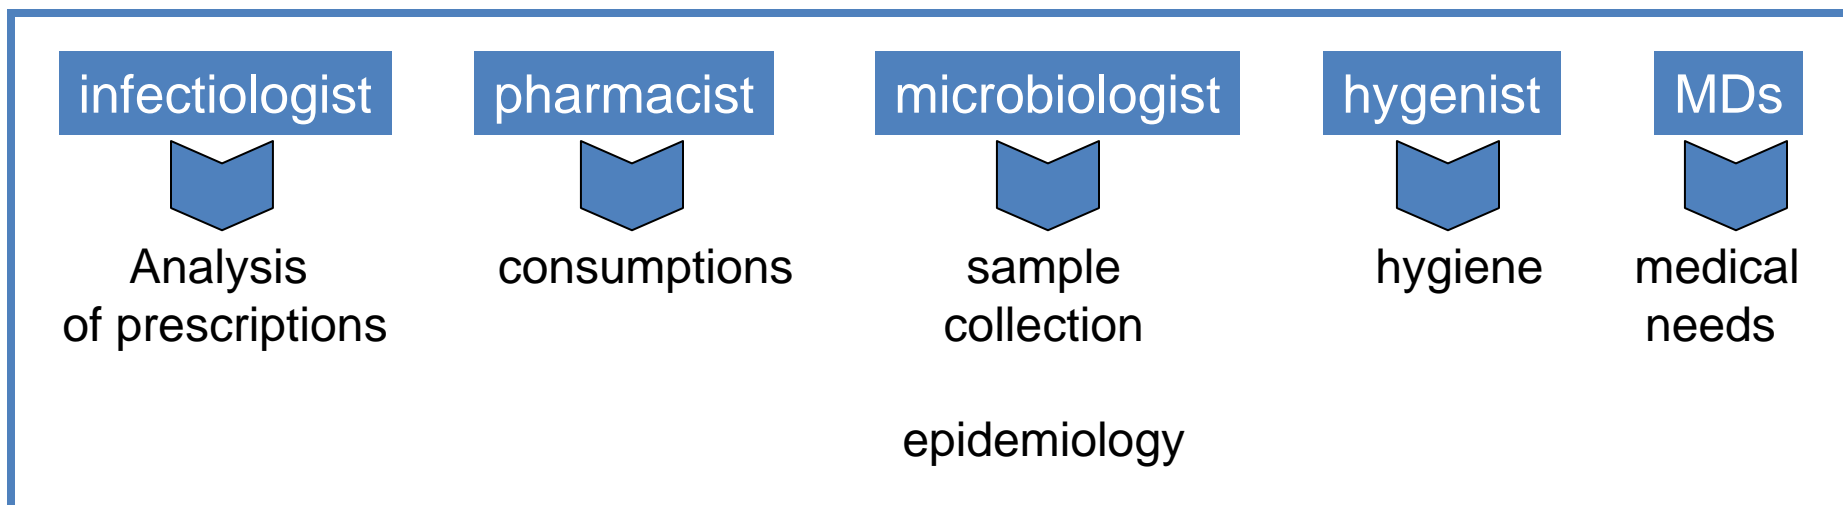 infectiologist
pharmacist
microbiologist
hygenist
MDs
Analysis
of prescriptions
consumptions
sample
collection
epidemiology
hygiene
medical
needs